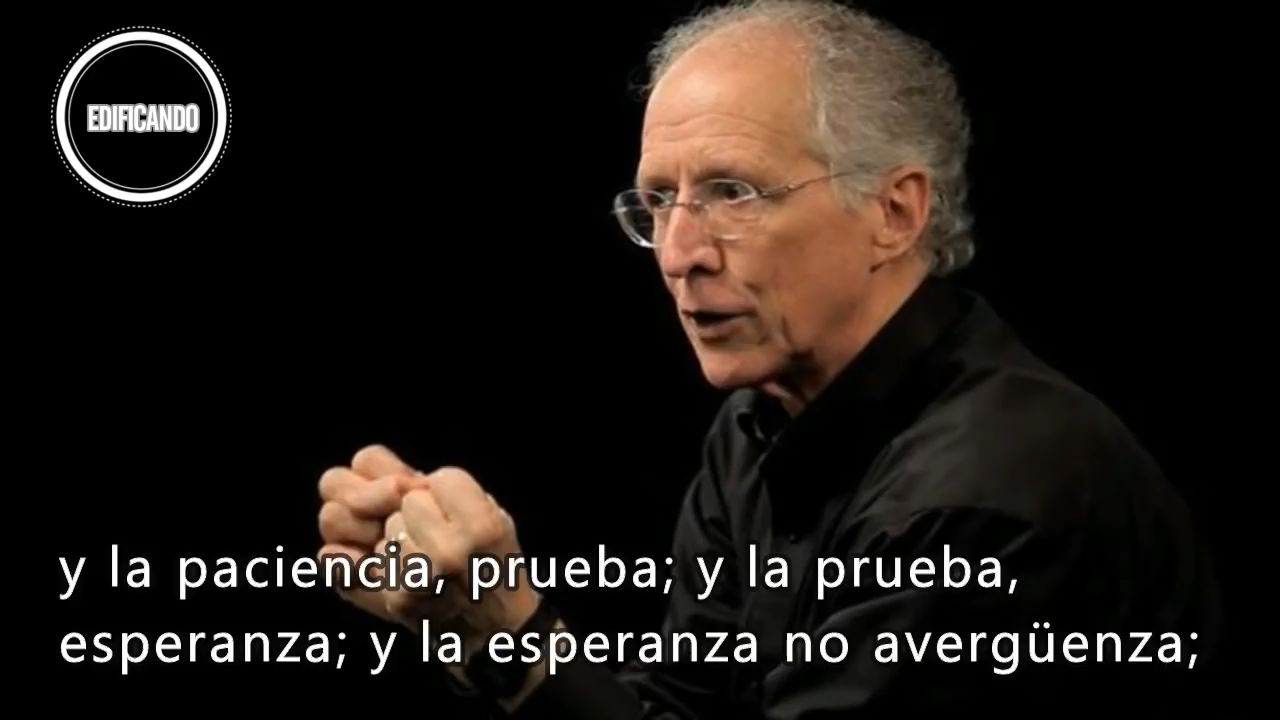 EDIFICANDO
y la paciencia, prueba; y la prueba,
esperanza; y la esperanza no avergüenza;